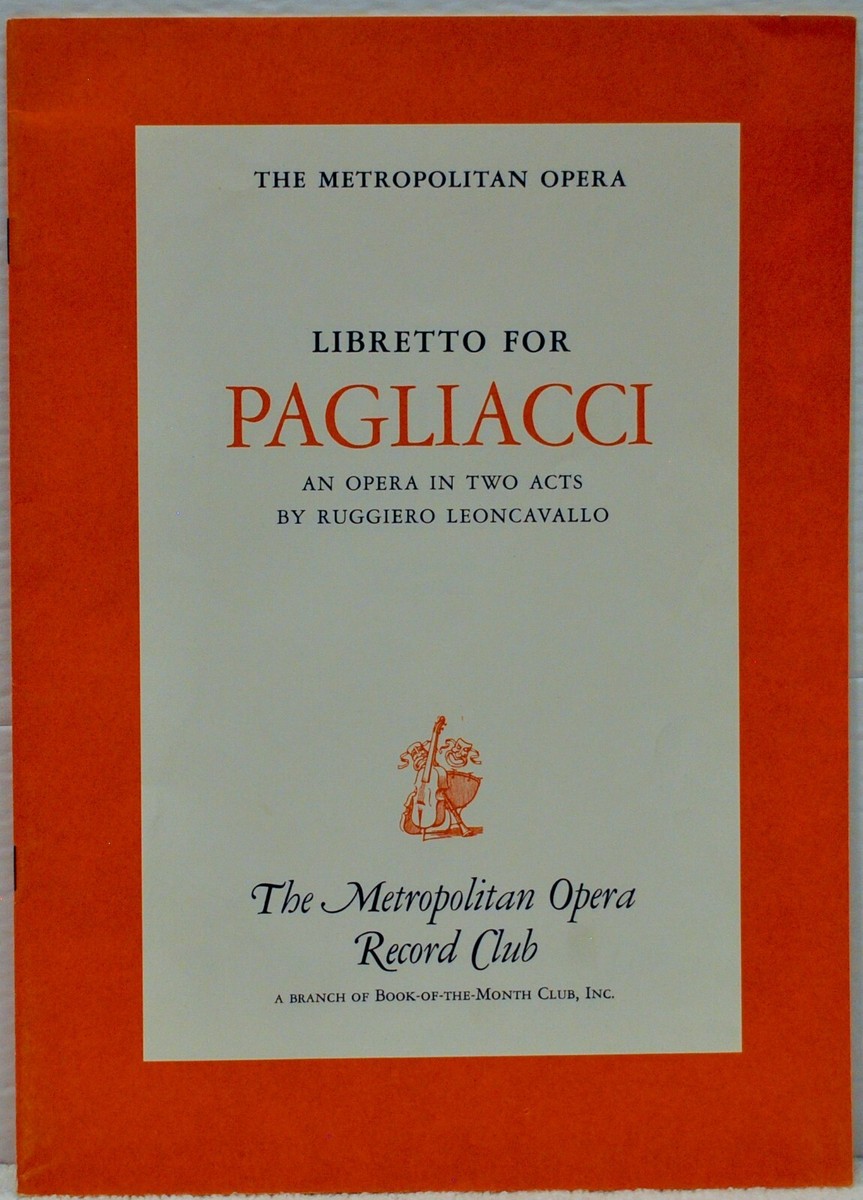 THE METROPOLITAN OPERA
LIBRETTO FOR
PAGLIACCI
AN OPERA IN TWO ACTS
BY RUGGIERO LEONCAVALLO
The Metropolitan Opera
Record Club
A BRANCH OF BOOK-OF-THE-MONTH CLUB, INC.